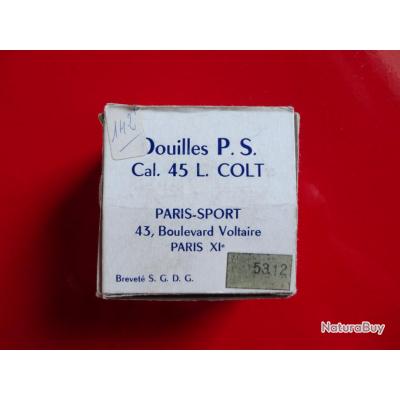 142
Douilles P. S.
Cal. 45 L. COLT
PARIS-SPORT
43, Boulevard Voltaire
PARIS XIᵉ
5312
Breveté S. G. D. G.
NaturaBuy